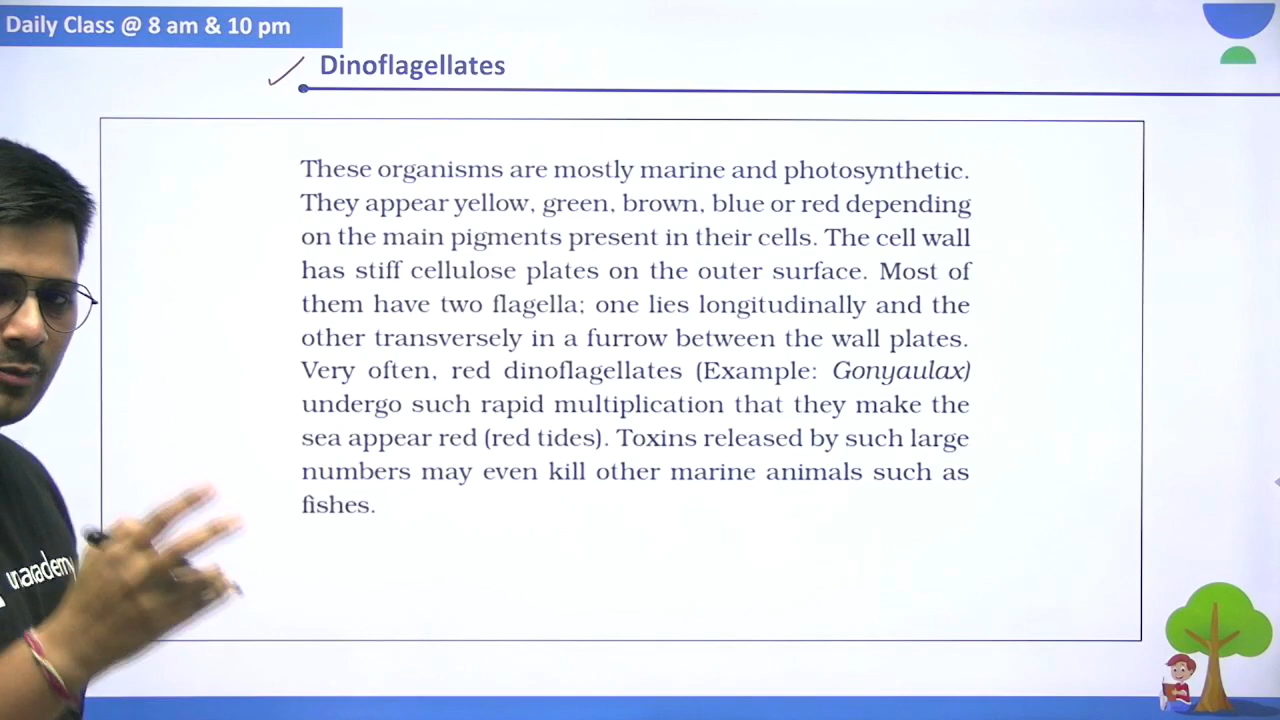 Daily Class @ 8 am & 10 pm
Dinoflagellates
These organisms are mostly marine and photosynthetic.
They appear yellow, green, brown, blue or red depending
on the main pigments present in their cells. The cell wall
has stiff cellulose plates on the outer surface. Most of
them have two flagella; one lies longitudinally and the
other transversely in a furrow between the wall plates.
Very often, red dinoflagellates (Example: Gonyaulax)
undergo such rapid multiplication that they make the
sea appear red (red tides). Toxins released by such large
numbers may even kill other marine animals such as
fishes.
unacademy